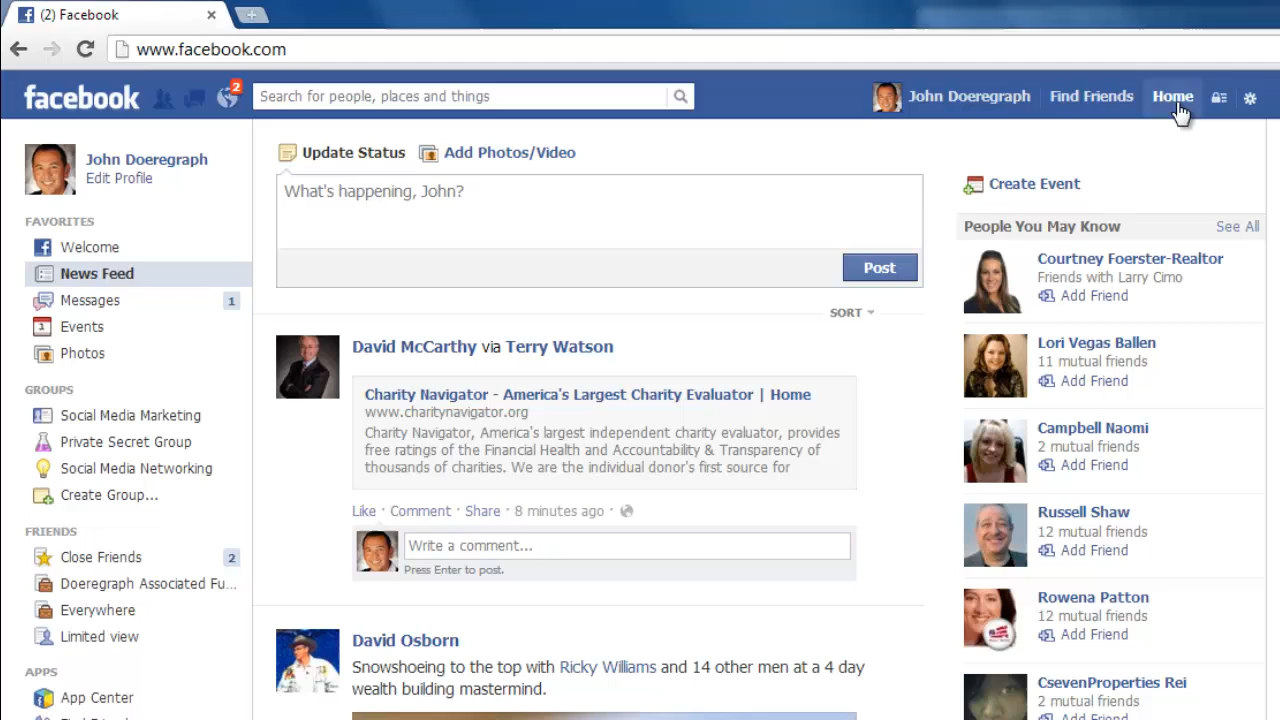 (2) Facebook
www.facebook.com
facebook
2
Search for people, places and things
John Doeregraph
Find Friends
Home
John Doeregraph
Edit Profile
FAVORITES
Welcome
News Feed
Messages 1
Events
Photos
GROUPS
Social Media Marketing
Private Secret Group
Social Media Networking
Create Group...
FRIENDS
Close Friends 2
Doeregraph Associated Fu...
Everywhere
Limited view
APPS
App Center
Update Status
Add Photos/Video
What's happening, John?
Post
SORT
David McCarthy via Terry Watson
Charity Navigator - America's Largest Charity Evaluator | Home
www.charitynavigator.org
Charity Navigator, America's largest independent charity evaluator, provides
free ratings of the Financial Health and Accountability & Transparency of
thousands of charities. We are the individual donor's first source for
Like · Comment · Share · 8 minutes ago ·
Write a comment...
Press Enter to post.
David Osborn
Snowshoeing to the top with Ricky Williams and 14 other men at a 4 day
wealth building mastermind.
Create Event
People You May Know
See All
Courtney Foerster-Realtor
Friends with Larry Cimo
Add Friend
Lori Vegas Ballen
11 mutual friends
Add Friend
Campbell Naomi
2 mutual friends
Add Friend
Russell Shaw
12 mutual friends
Add Friend
Rowena Patton
12 mutual friends
Add Friend
CsevenProperties Rei
2 mutual friends
Add Friend